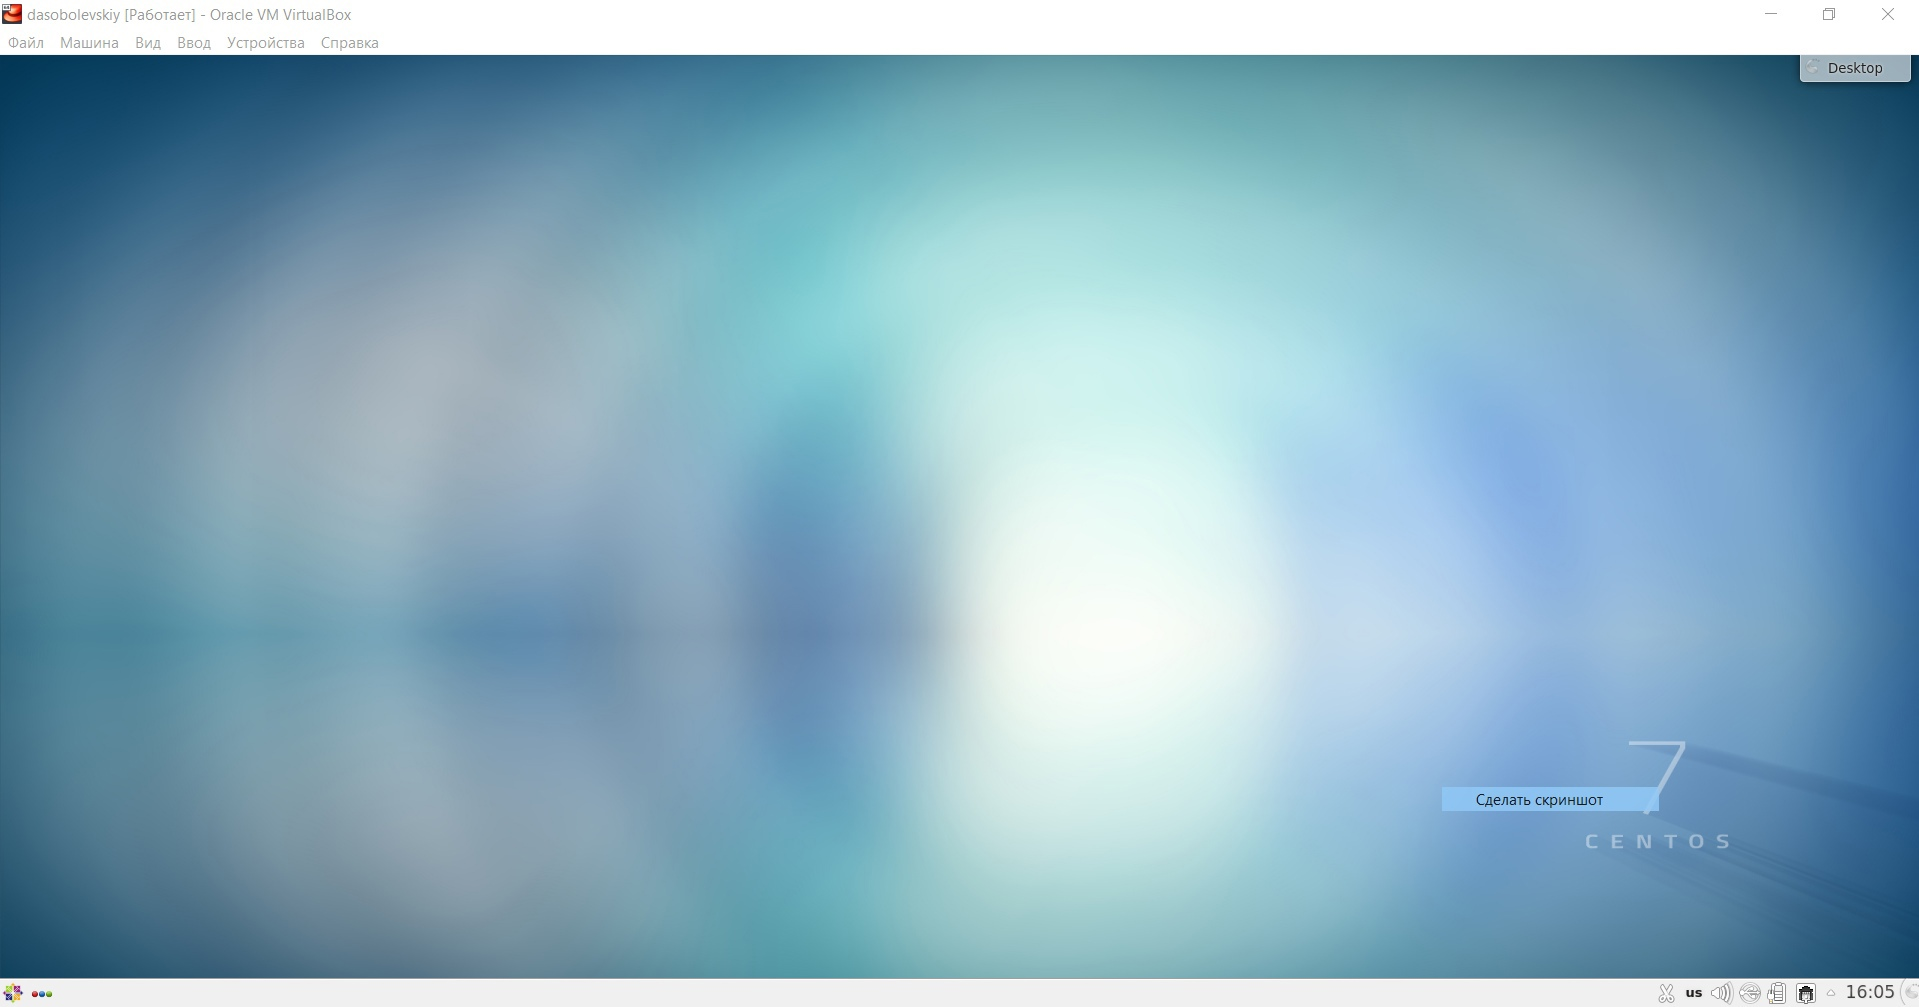 dasobolevskiy [Работает] - Oracle VM VirtualBox
Файл Машина Вид Ввод Устройства Справка
Desktop
7
Сделать скриншот
CENTOS
us 16:05